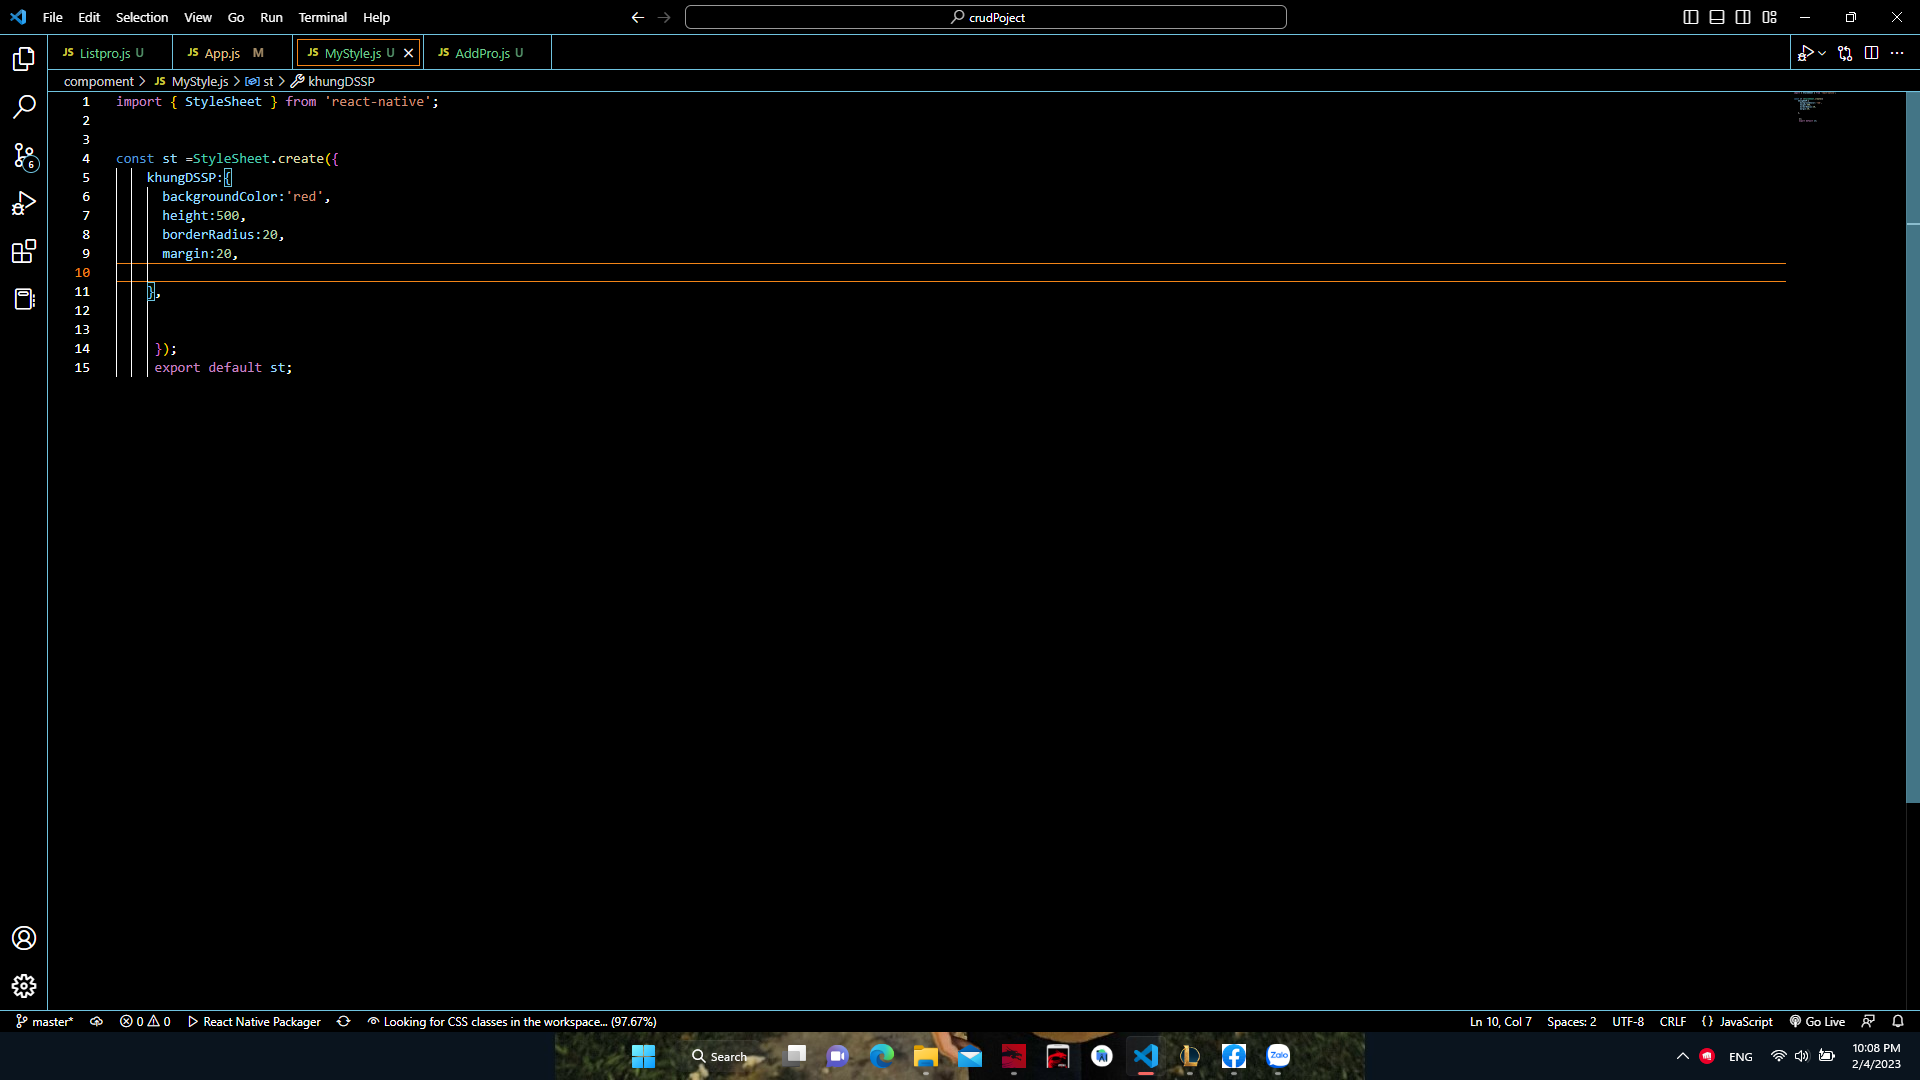 File Edit Selection View Go Run Terminal Help
crudPoject
JS Listpro.js U
JS App.js M
JS MyStyle.js U
JS AddPro.js U
compoment > JS MyStyle.js > st > khungDSSP
1 import { StyleSheet } from 'react-native';
2
3
4 const st =StyleSheet.create({
5 khungDSSP:{
6 backgroundColor:'red',
7 height:500,
8 borderRadius:20,
9 margin:20,
10
11 },
12
13
14 });
15 export default st;
6
master* 0 0 React Native Packager Looking for CSS classes in the workspace... (97.67%) Ln 10, Col 7 Spaces: 2 UTF-8 CRLF {} JavaScript Go Live
Search
Zalo
ENG
10:08 PM
2/4/2023